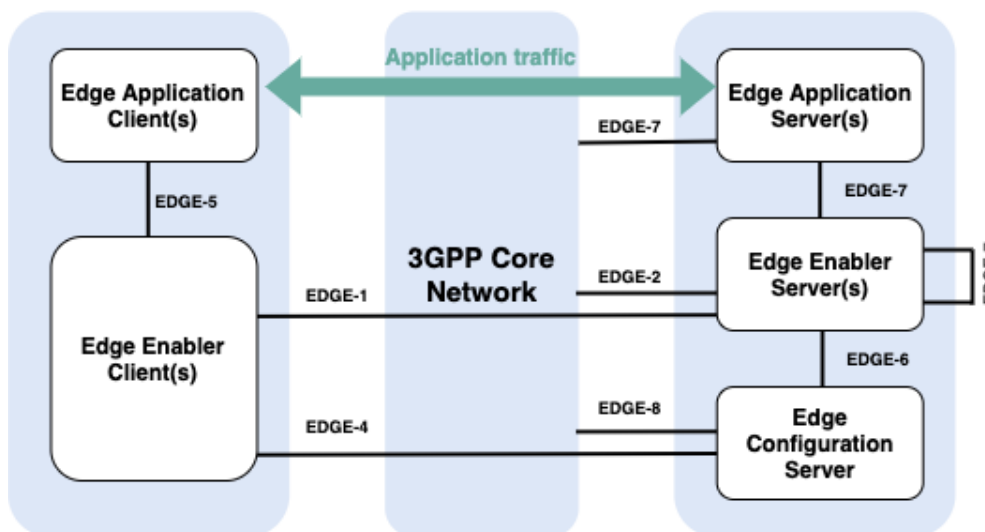 Application traffic
Edge Application
Client(s)
Edge Application
Server(s)
EDGE-7
EDGE-5
EDGE-7
3GPP Core
Network
Edge Enabler
Server(s)
EDGE-1
EDGE-2
Edge Enabler
Client(s)
EDGE-6
EDGE-8
EDGE-4
Edge
Configuration
Server